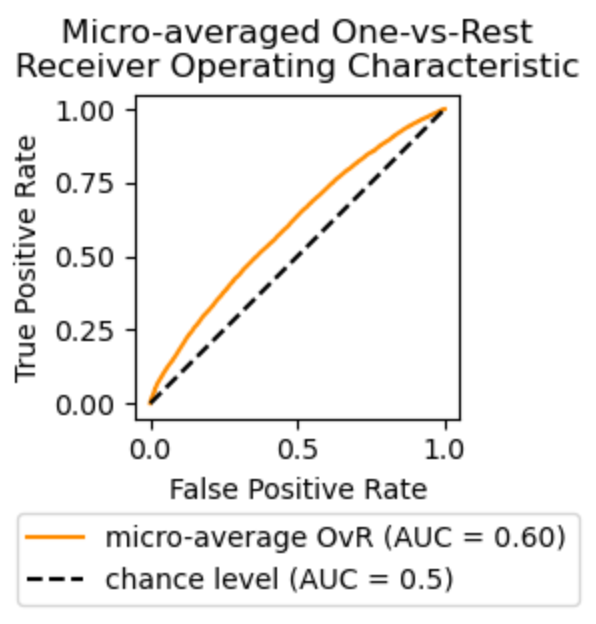 Micro-averaged One-vs-Rest
Receiver Operating Characteristic
True Positive Rate
1.00
0.75
0.50
0.25
0.00
0.0 0.5 1.0
False Positive Rate
micro-average OvR (AUC = 0.60)
chance level (AUC = 0.5)